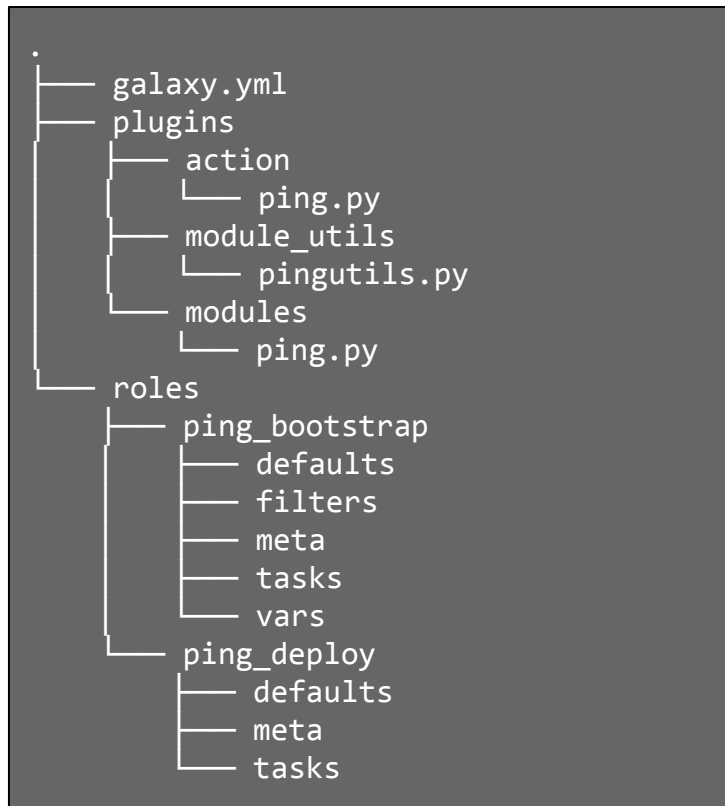 .
├── galaxy.yml
├── plugins
│   ├── action
│   │   └── ping.py
│   ├── module_utils
│   │   └── pingutils.py
│   └── modules
│       └── ping.py
└── roles
    ├── ping_bootstrap
    │   ├── defaults
    │   ├── filters
    │   ├── meta
    │   ├── tasks
    │   └── vars
    └── ping_deploy
        ├── defaults
        ├── meta
        └── tasks